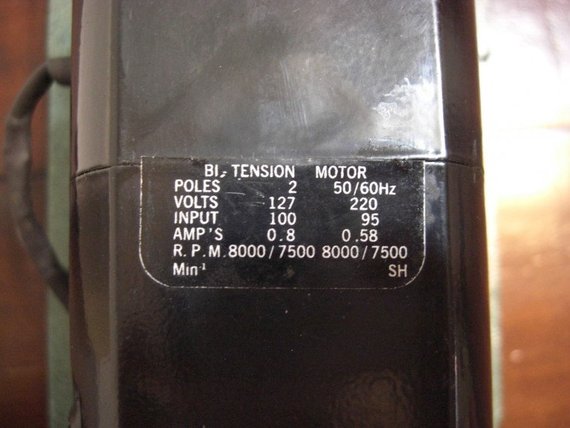 BI-TENSION MOTOR
POLES 2 50/60Hz
VOLTS 127 220
INPUT 100 95
AMP'S 0.8 0.58
R.P.M. 8000/7500 8000/7500
Min⁻¹ SH